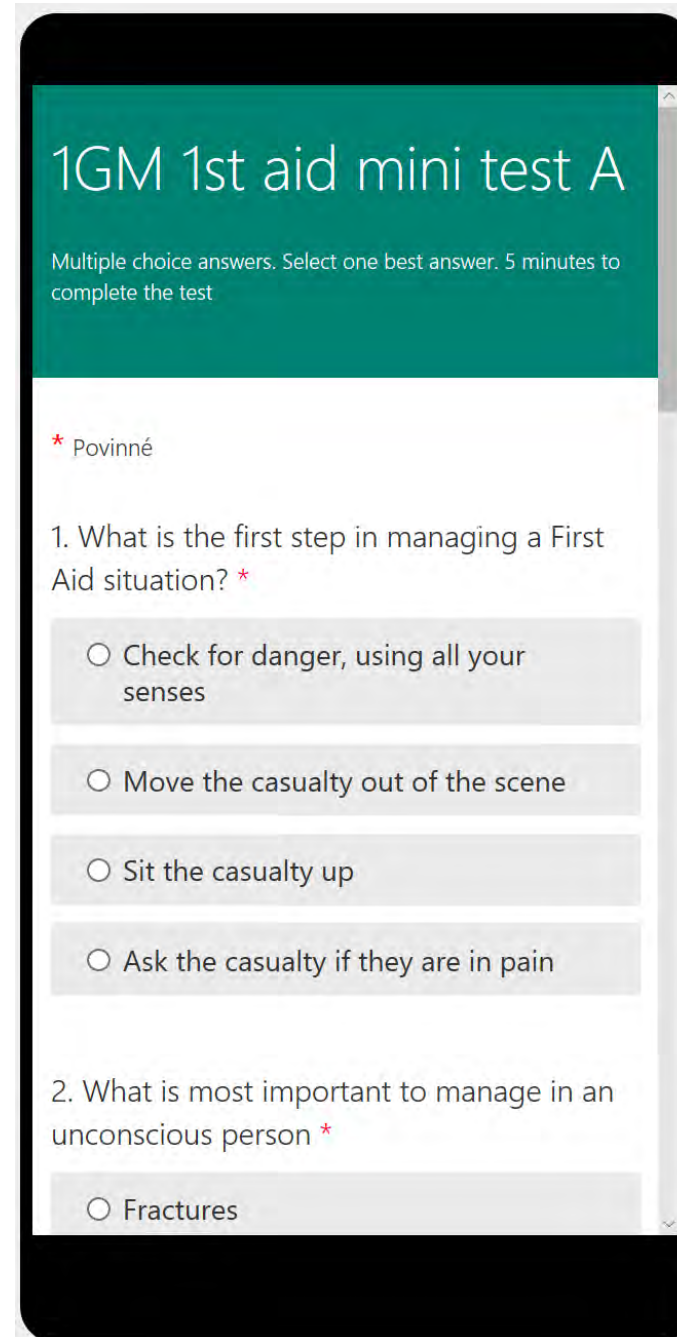 1GM 1st aid mini test A
Multiple choice answers. Select one best answer. 5 minutes to
complete the test
* Povinné
1. What is the first step in managing a First
Aid situation? *
Check for danger, using all your
senses
Move the casualty out of the scene
Sit the casualty up
Ask the casualty if they are in pain
2. What is most important to manage in an
unconscious person *
Fractures